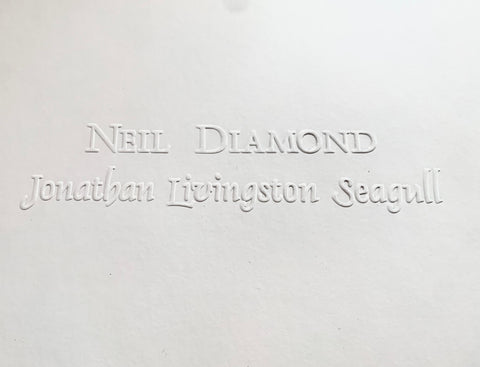 NEIL DIAMOND
Jonathan Livingston Seagull